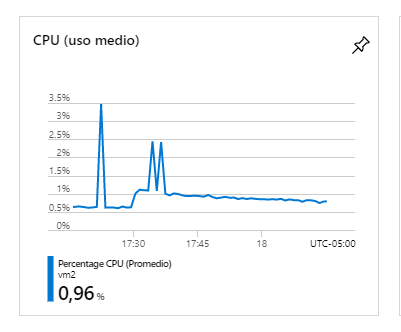 CPU (uso medio)
3.5%
3%
2.5%
2%
1.5%
1%
0.5%
0%
17:30 17:45 18 UTC-05:00
Percentage CPU (Promedio)
vm2
0,96 %